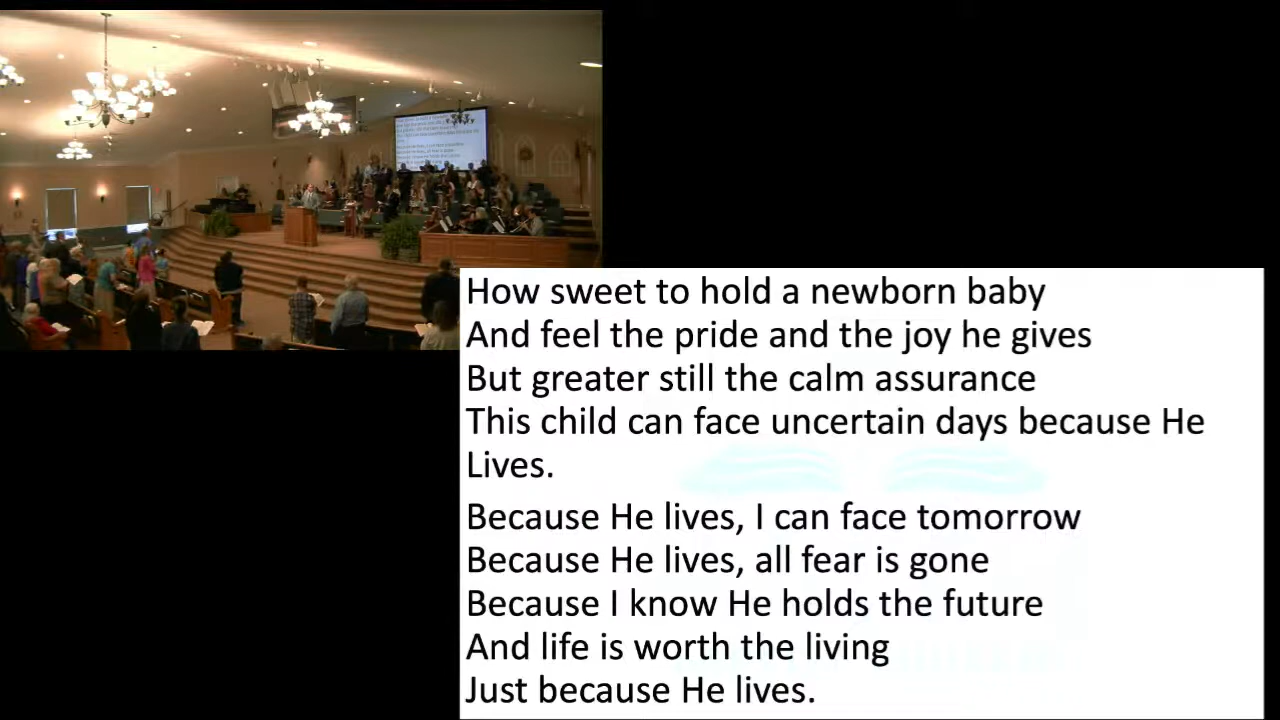 How sweet to hold a newborn baby
And feel the pride and the joy he gives
But greater still the calm assurance
This child can face uncertain days because He
Lives.
Because He lives, I can face tomorrow
Because He lives, all fear is gone
Because I know He holds the future
And life is worth the living
Just because He lives.